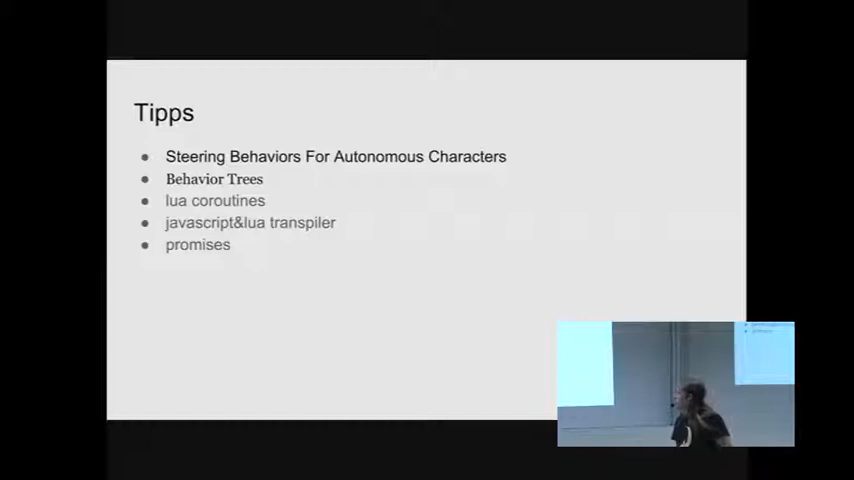 Tipps
Steering Behaviors For Autonomous Characters
Behavior Trees
lua coroutines
javascript&lua transpiler
promises